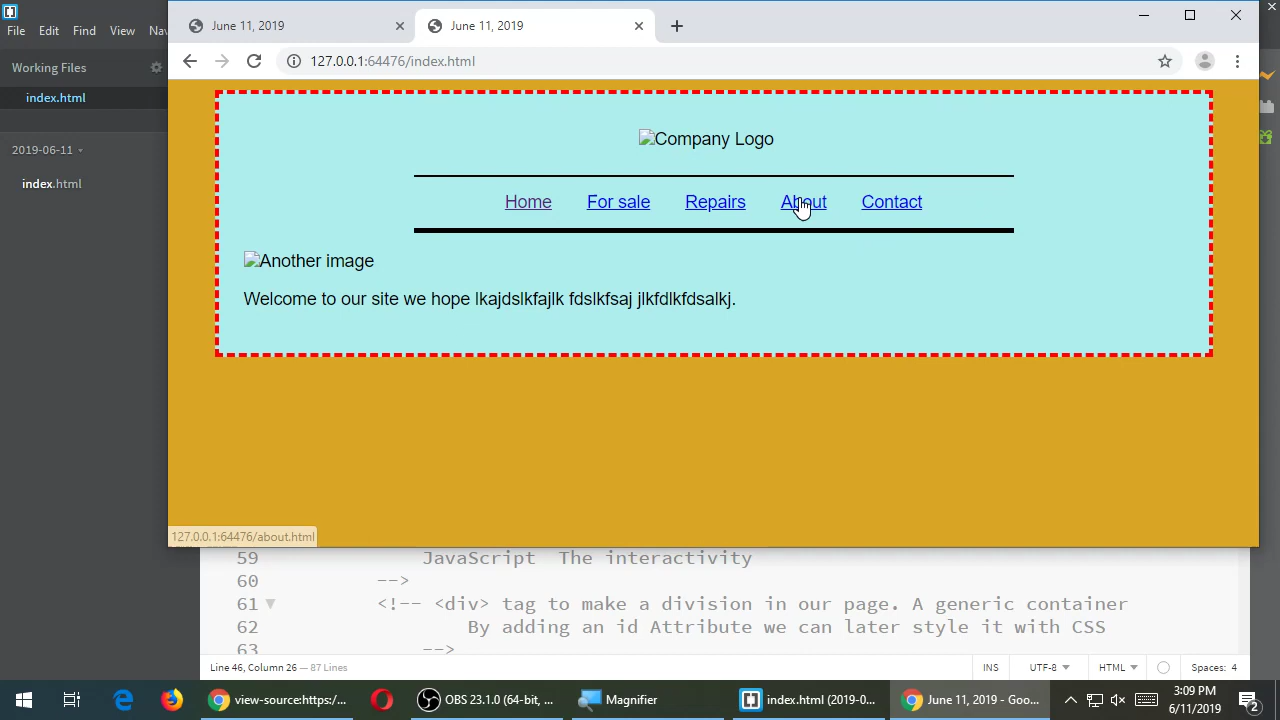 June 11, 2019
June 11, 2019
File Edit Find View Nav
127.0.0.1:64476/index.html
Working Files
index.html
2019-06-11
index.html
Company Logo
Home For sale Repairs About Contact
Another image
Welcome to our site we hope lkajdslkfajlk fdslkfsaj jlkfdlkfdsalkj.
127.0.0.1:64476/about.html
59 JavaScript The interactivity
60 -->
61 <!-- <div> tag to make a division in our page. A generic container
62 By adding an id Attribute we can later style it with CSS
63 -->
Line 46, Column 26 — 87 Lines
INS UTF-8 HTML Spaces: 4
view-source:https:/...
OBS 23.1.0 (64-bit, ...
Magnifier
index.html (2019-0...
June 11, 2019 - Goo...
3:09 PM
6/11/2019
2